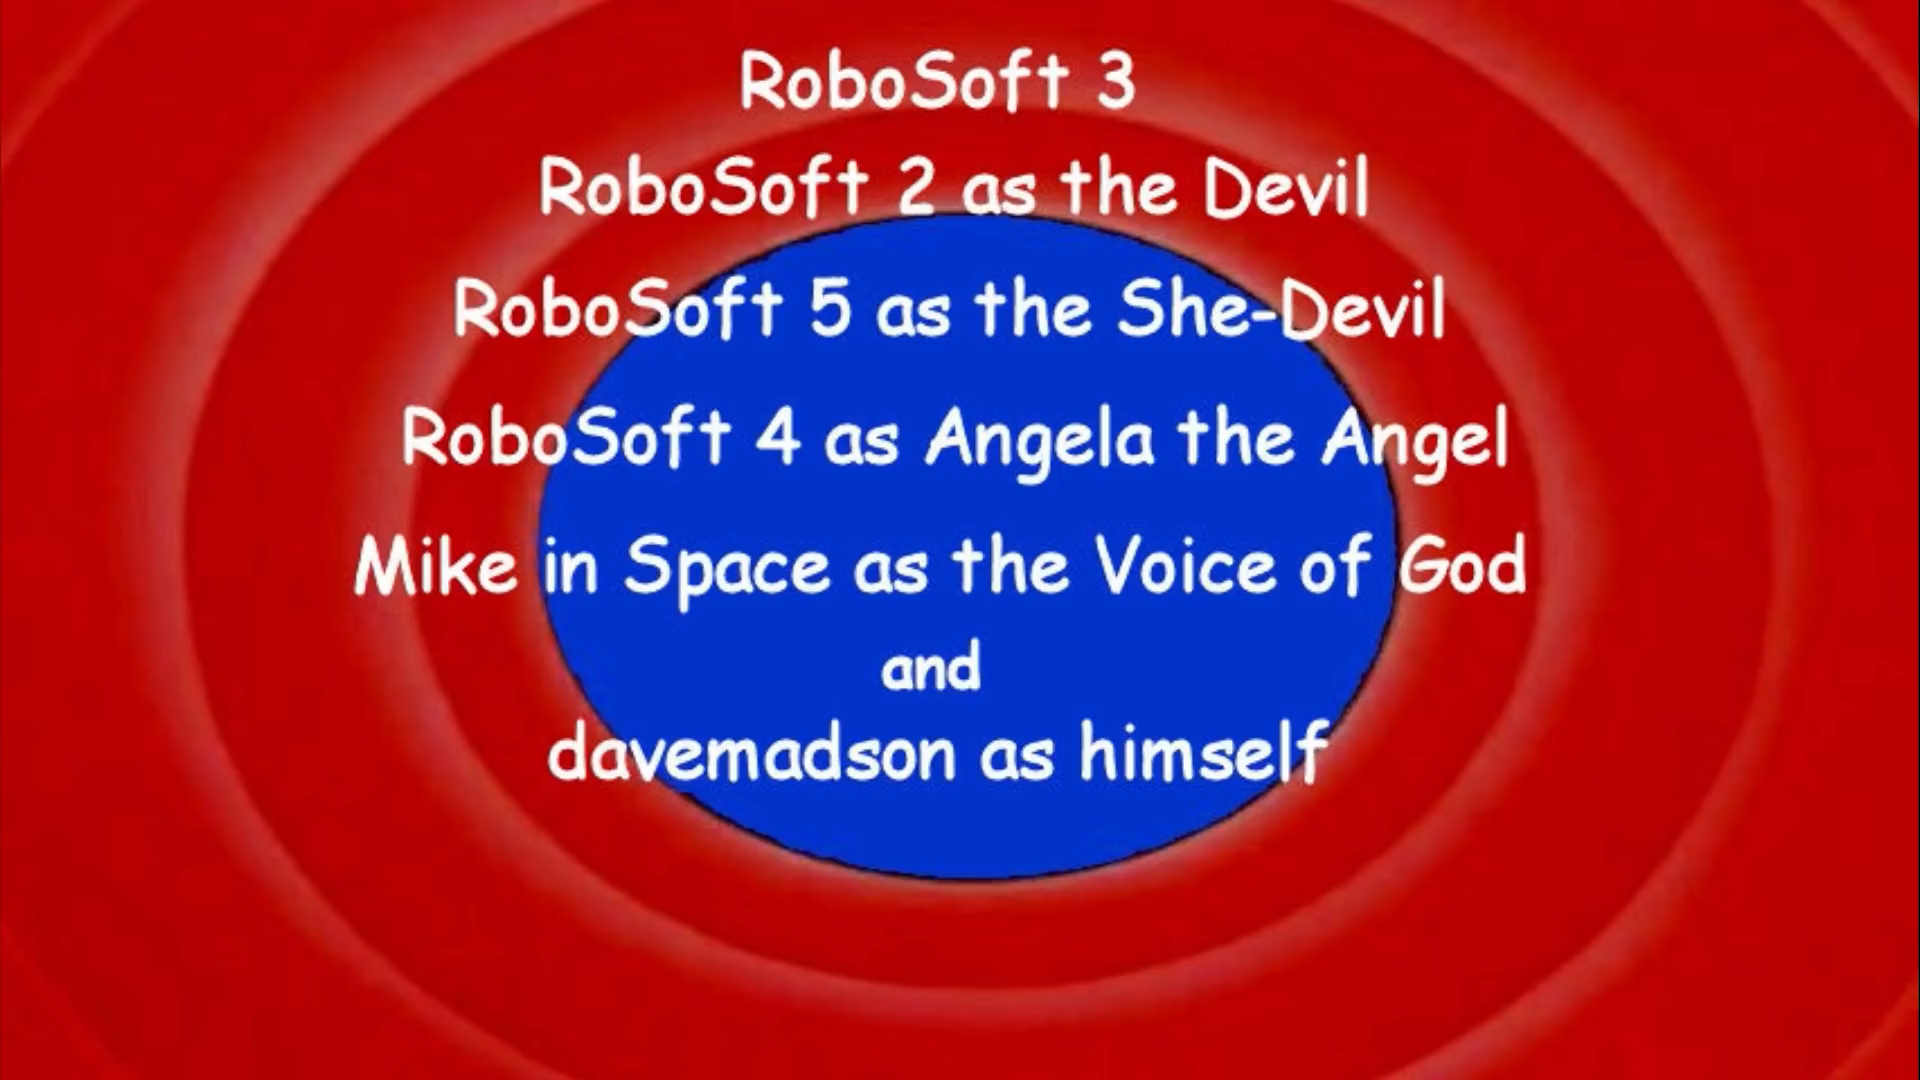 RoboSoft 3
RoboSoft 2 as the Devil
RoboSoft 5 as the She-Devil
RoboSoft 4 as Angela the Angel
Mike in Space as the Voice of God
and
davemadson as himself